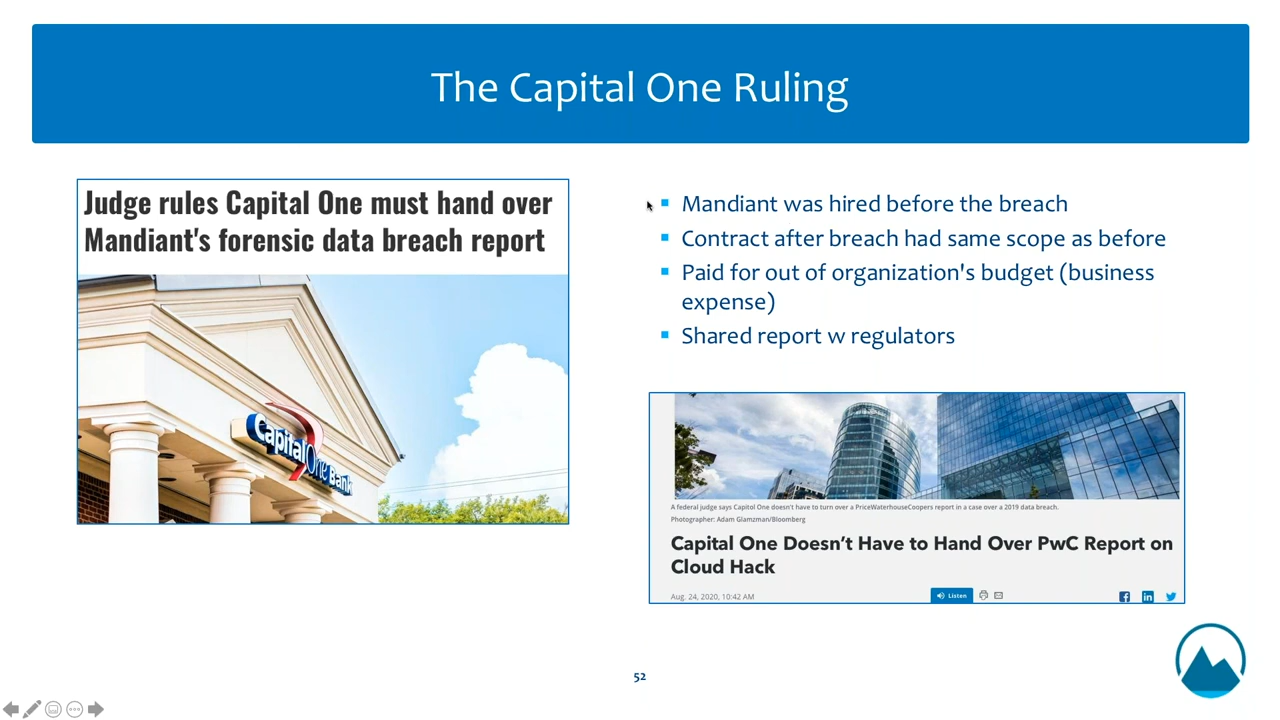 The Capital One Ruling
Judge rules Capital One must hand over
Mandiant's forensic data breach report
Capital One Bank
Mandiant was hired before the breach
Contract after breach had same scope as before
Paid for out of organization's budget (business
expense)
Shared report w regulators
A federal judge says Capitol One doesn't have to turn over a PriceWaterhouseCoopers report in a case over a 2019 data breach.
Photographer: Adam Glamzman/Bloomberg
Capital One Doesn't Have to Hand Over PwC Report on
Cloud Hack
Aug. 24, 2020, 10:42 AM
Listen
52